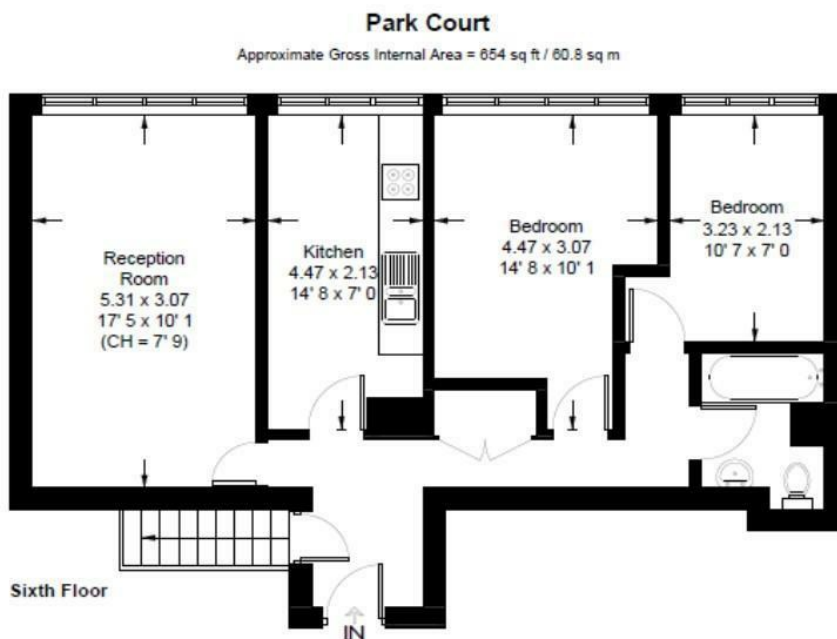 Park Court
Approximate Gross Internal Area = 654 sq ft / 60.8 sq m
Reception
Room
5.31 x 3.07
17' 5 x 10' 1
(CH = 7' 9)
Kitchen
4.47 x 2.13
14' 8 x 7' 0
Bedroom
4.47 x 3.07
14' 8 x 10' 1
Bedroom
3.23 x 2.13
10' 7 x 7' 0
Sixth Floor
IN